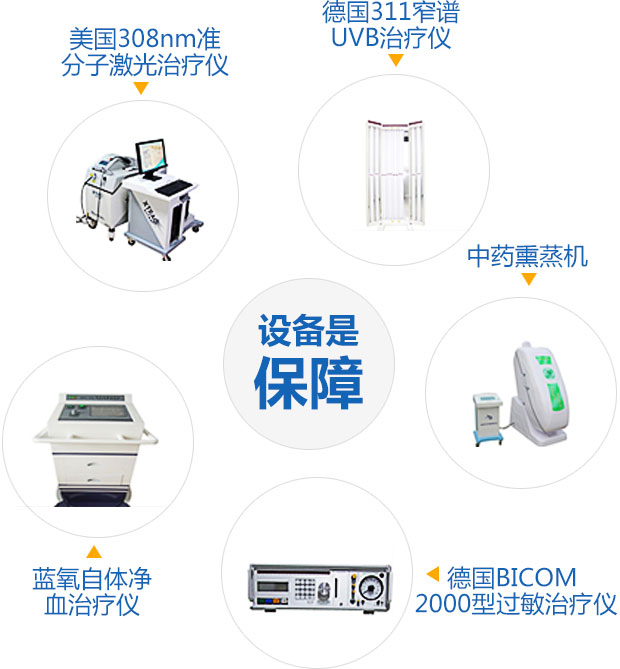 美国308nm准
分子激光治疗仪
德国311窄谱
UVB治疗仪
中药熏蒸机
设备是
保障
蓝氧自体净
血治疗仪
德国BICOM
2000型过敏治疗仪